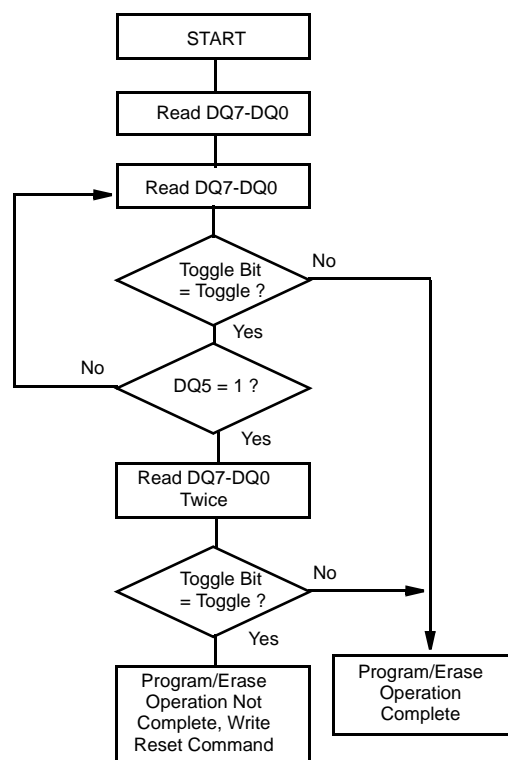 START
Read DQ7-DQ0
Read DQ7-DQ0
Toggle Bit
= Toggle ?
No
Yes
No
DQ5 = 1 ?
Yes
Read DQ7-DQ0
Twice
Toggle Bit
= Toggle ?
No
Yes
Program/Erase
Operation Not
Complete, Write
Reset Command
Program/Erase
Operation
Complete